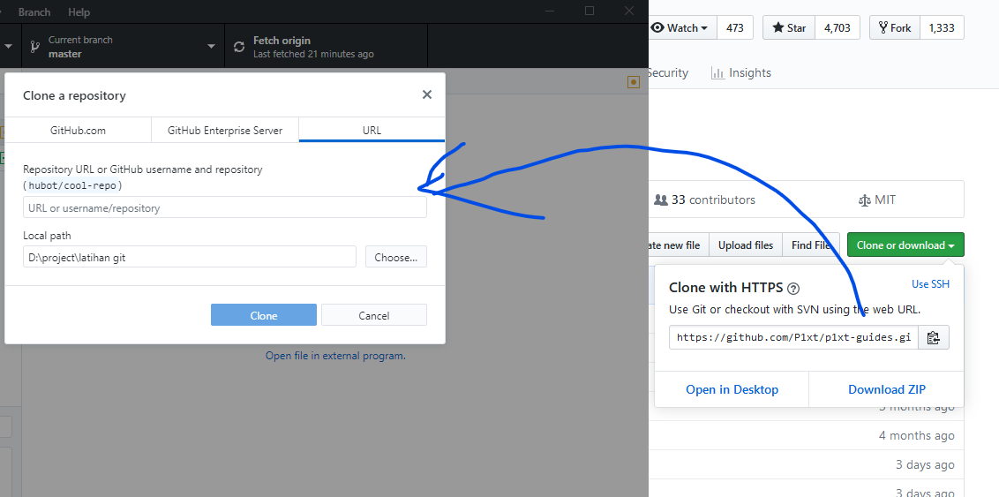 Branch Help
Current branch
master
Fetch origin
Last fetched 21 minutes ago
Clone a repository
GitHub.com
GitHub Enterprise Server
URL
Repository URL or GitHub username and repository
(hubot/cool-repo)
URL or username/repository
Local path
D:\project\latihan git
Choose...
Clone
Cancel
Open file in external program.
Watch 473
Star 4,703
Fork 1,333
Security
Insights
33 contributors
MIT
new file
Upload files
Find File
Clone or download
Clone with HTTPS
Use SSH
Use Git or checkout with SVN using the web URL.
https://github.com/P1xt/p1xt-guides.gi
Open in Desktop
Download ZIP
months ago
4 months ago
3 days ago
3 days ago